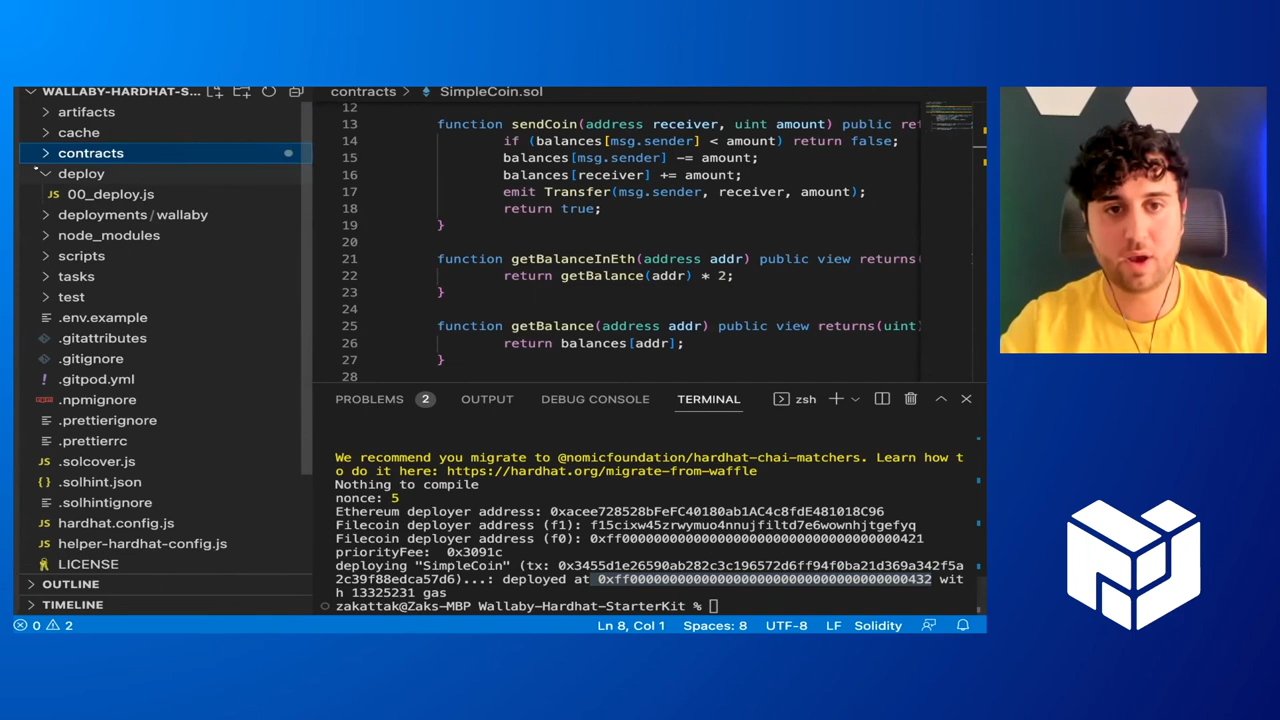 WALLABY-HARDHAT-S...
artifacts
cache
contracts
deploy
JS 00_deploy.js
deployments / wallaby
node_modules
scripts
tasks
test
.env.example
.gitattributes
.gitignore
! .gitpod.yml
.npmignore
.prettierignore
.prettierrc
JS .solcover.js
{} .solhint.json
.solhintignore
JS hardhat.config.js
JS helper-hardhat-config.js
LICENSE
OUTLINE
TIMELINE
contracts > SimpleCoin.sol
12
13 function sendCoin(address receiver, uint amount) public ret
14 if (balances[msg.sender] < amount) return false;
15 balances[msg.sender] -= amount;
16 balances[receiver] += amount;
17 emit Transfer(msg.sender, receiver, amount);
18 return true;
19 }
20
21 function getBalanceInEth(address addr) public view returns(
22 return getBalance(addr) * 2;
23 }
24
25 function getBalance(address addr) public view returns(uint)
26 return balances[addr];
27 }
28
PROBLEMS 2 OUTPUT DEBUG CONSOLE TERMINAL zsh
We recommend you migrate to @nomicfoundation/hardhat-chai-matchers. Learn how t
o do it here: https://hardhat.org/migrate-from-waffle
Nothing to compile
nonce: 5
Ethereum deployer address: 0xacee728528bFeFC40180ab1AC4c8fdE481018C96
Filecoin deployer address (f1): f15cixw45zrwymuo4nnujfiltd7e6wownhjtgefyq
Filecoin deployer address (f0): 0xff00000000000000000000000000000000000421
priorityFee: 0x3091c
deploying "SimpleCoin" (tx: 0x3455d1e26590ab282c3c196572d6ff94f0ba21d369a342f5a
2c39f88edca57d6)...: deployed at 0xff00000000000000000000000000000000000432 wit
h 13325231 gas
zakattak@Zaks-MBP Wallaby-Hardhat-StarterKit %
0 2 Ln 8, Col 1 Spaces: 8 UTF-8 LF Solidity